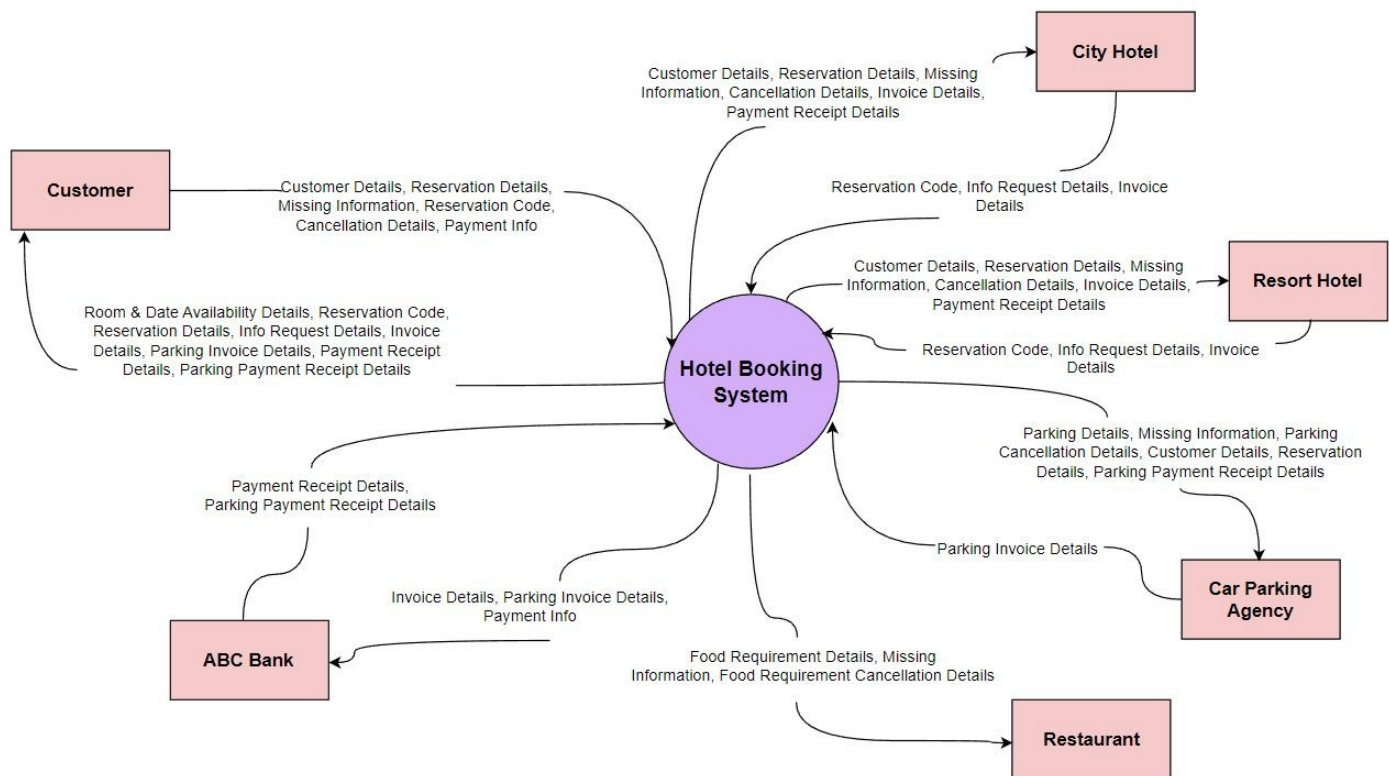 City Hotel
Customer Details, Reservation Details, Missing
Information, Cancellation Details, Invoice Details,
Payment Receipt Details
Customer
Customer Details, Reservation Details,
Missing Information, Reservation Code,
Cancellation Details, Payment Info
Reservation Code, Info Request Details, Invoice
Details
Customer Details, Reservation Details, Missing
Information, Cancellation Details, Invoice Details,
Payment Receipt Details
Resort Hotel
Room & Date Availability Details, Reservation Code,
Reservation Details, Info Request Details, Invoice
Details, Parking Invoice Details, Payment Receipt
Details, Parking Payment Receipt Details
Reservation Code, Info Request Details, Invoice
Details
Hotel Booking
System
Parking Details, Missing Information, Parking
Cancellation Details, Customer Details, Reservation
Details, Parking Payment Receipt Details
Payment Receipt Details,
Parking Payment Receipt Details
Parking Invoice Details
Car Parking
Agency
Invoice Details, Parking Invoice Details,
Payment Info
ABC Bank
Food Requirement Details, Missing
Information, Food Requirement Cancellation Details
Restaurant